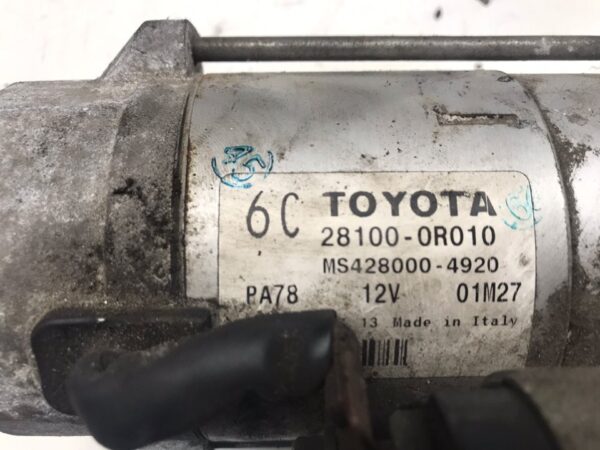 6C TOYOTA
28100-0R010
MS428000-4920
PA78 12V 01M27
13 Made in Italy